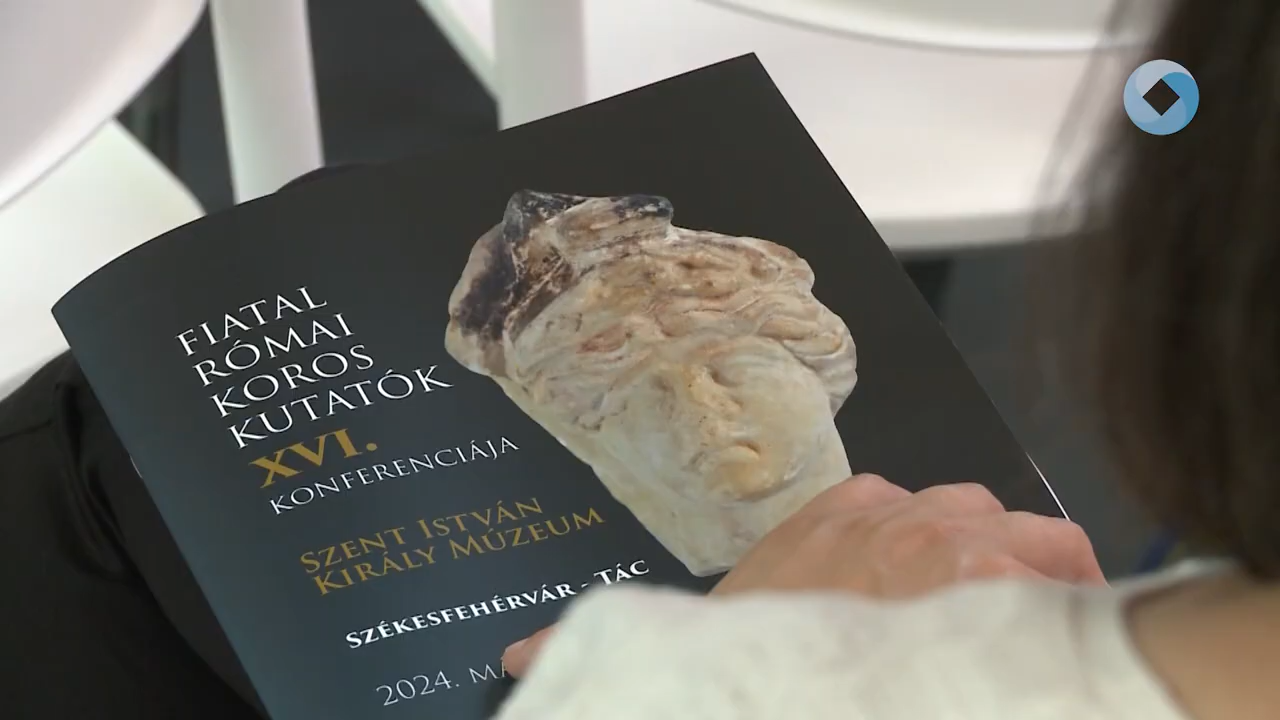 FIATAL
RÓMAI
KOROS
KUTATÓK
XVI.
KONFERENCIÁJA
SZENT ISTVÁN
KIRÁLY MÚZEUM
SZÉKESFEHÉRVÁR - TÁC
2024.